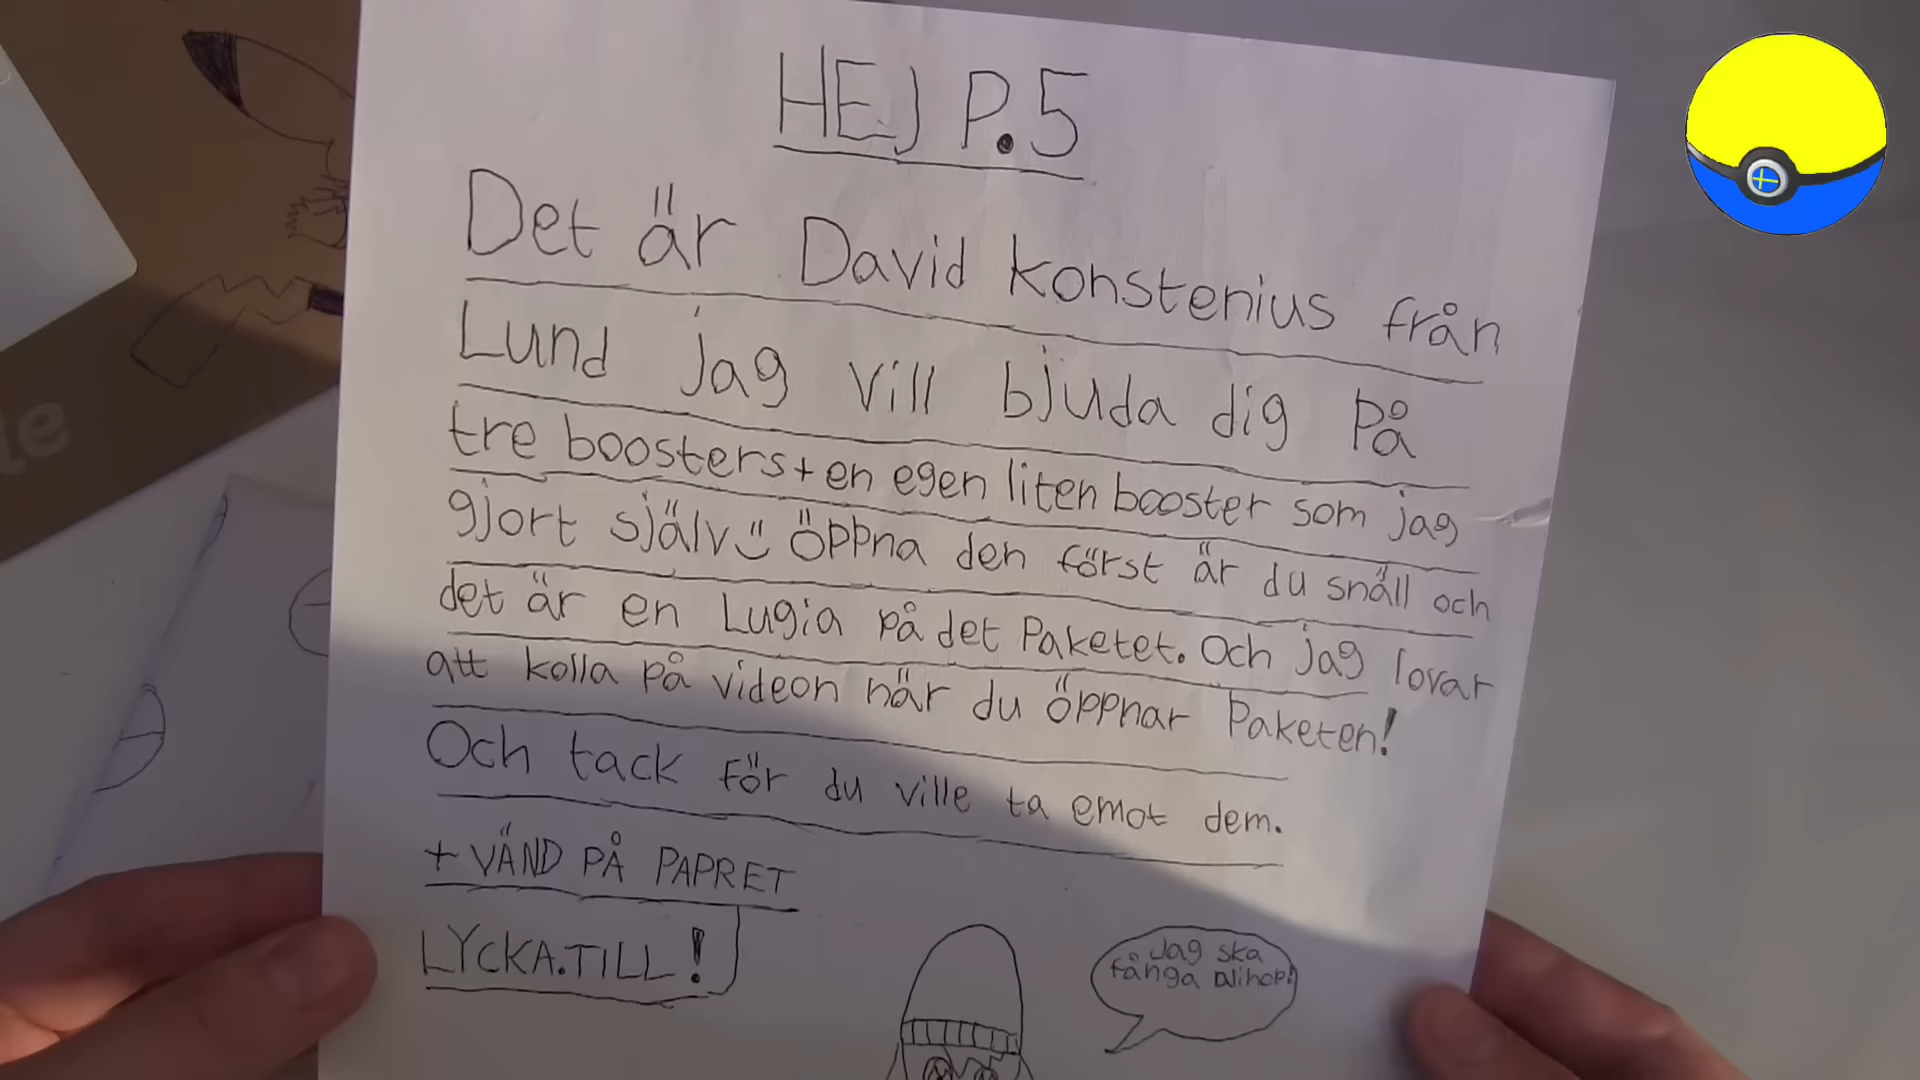 HEJ P.5
Det är David Konstenius från
Lund jag vill bjuda dig på
tre boosters + en egen liten booster som jag
gjort själv Öppna den först är du snäll och
det är en Lugia på det Paketet. Och jag lovar
att kolla på videon när du öppnar Paketen!
Och tack för du ville ta emot dem.
+ VÄND PÅ PAPRET
LYCKA.TILL!
Jag ska
fånga allihop!
le